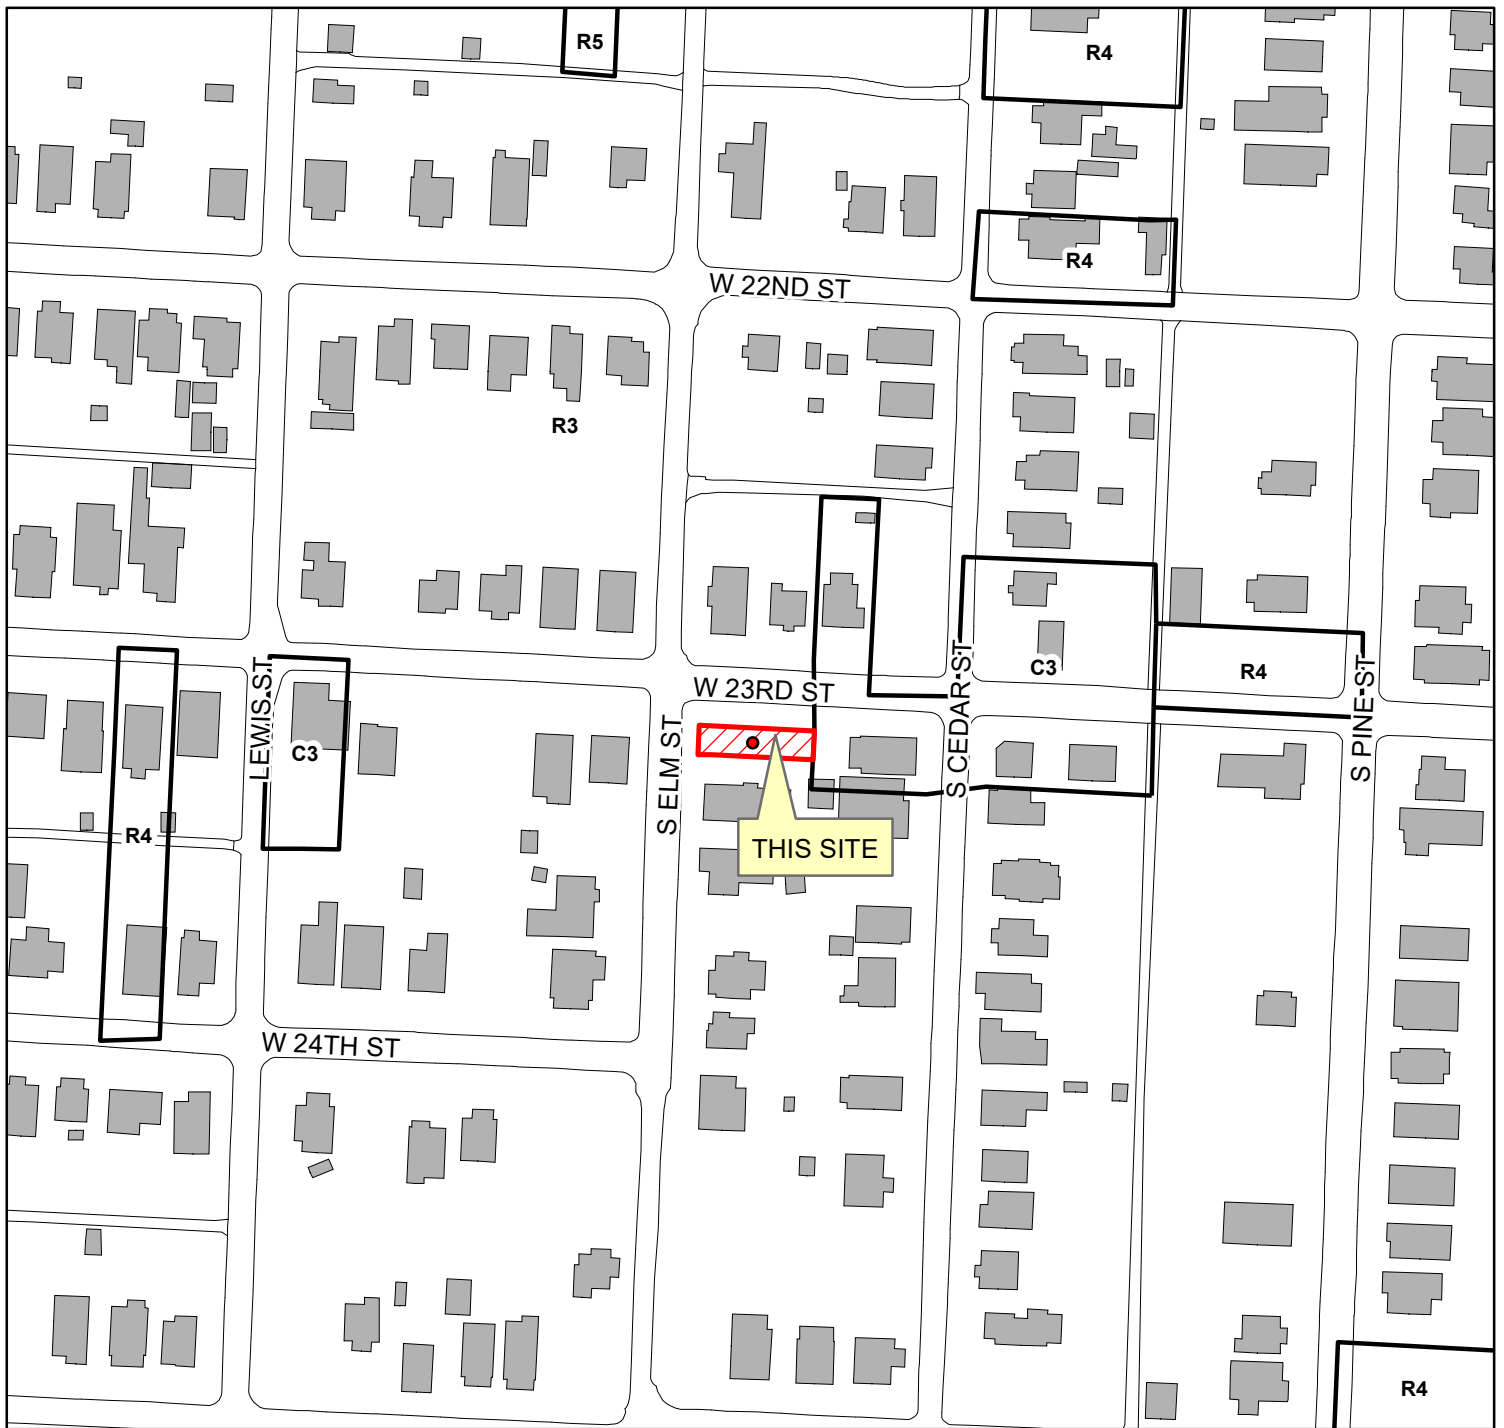 R5
R4
R4
W 22ND ST
R3
C3
R4
W 23RD ST
LEWIS ST
C3
S ELM ST
S CEDAR ST
S PINE ST
R4
THIS SITE
W 24TH ST
R4